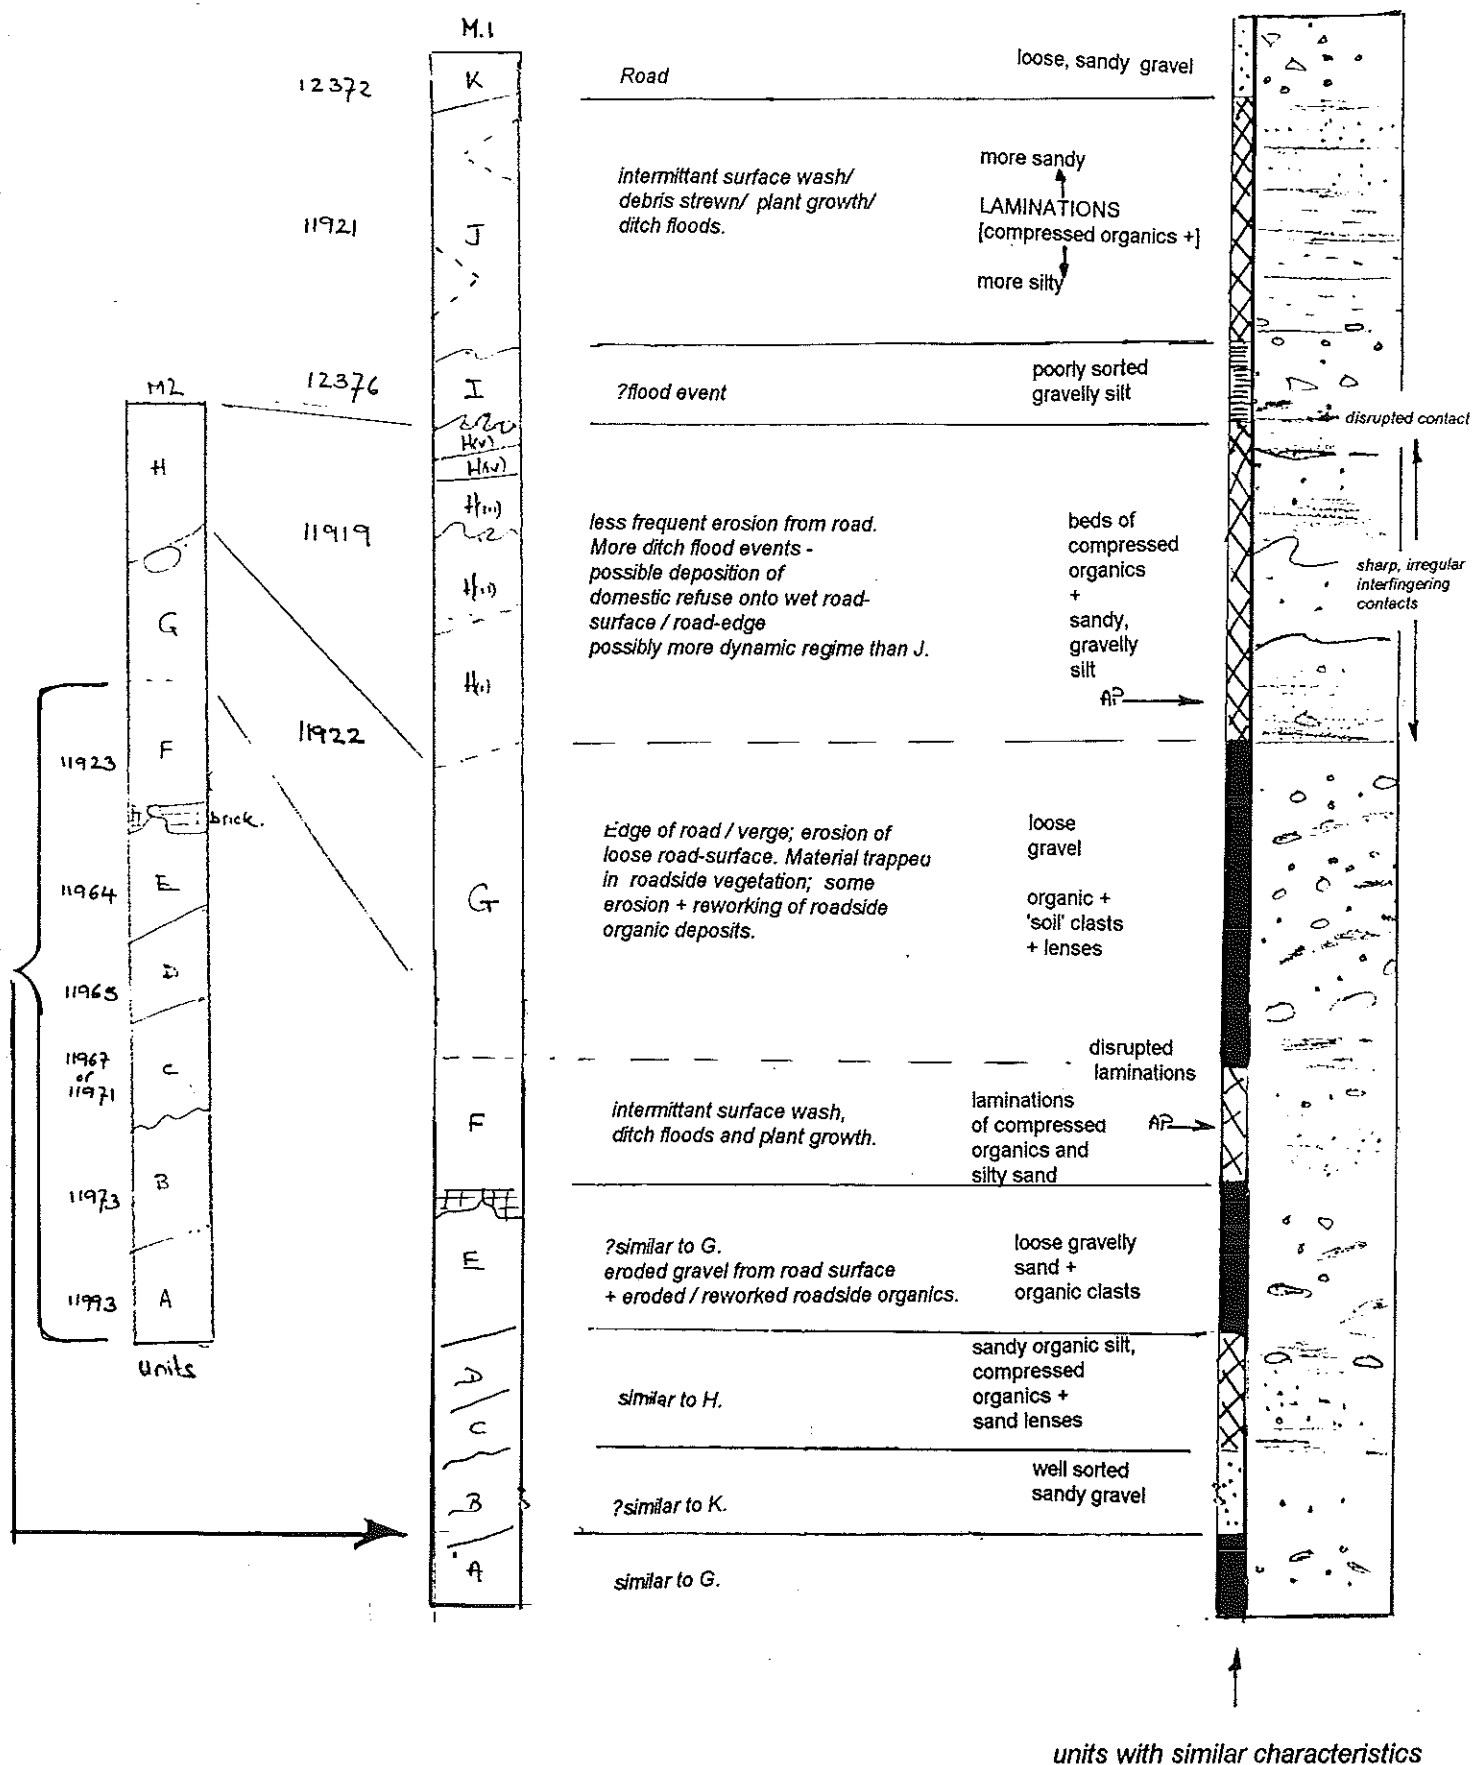 M.1
12372
K
Road
loose, sandy gravel
11921
J
intermittant surface wash/
debris strewn/ plant growth/
ditch floods.
more sandy
LAMINATIONS
[compressed organics +]
more silty
M2
12376
I
?flood event
poorly sorted
gravelly silt
disrupted contact
H
H(v)
H(iv)
H(iii)
11919
H(ii)
H(i)
less frequent erosion from road.
More ditch flood events -
possible deposition of
domestic refuse onto wet road-
surface / road-edge
possibly more dynamic regime than J.
beds of
compressed
organics
+
sandy,
gravelly
silt
AP
sharp, irregular
interfingering
contacts
G
11922
11923
F
brick.
G
Edge of road / verge; erosion of
loose road-surface. Material trapped
in roadside vegetation; some
erosion + reworking of roadside
organic deposits.
loose
gravel
organic +
'soil' clasts
+ lenses
11964
E
11965
D
11967
or
11971
C
disrupted
laminations
F
intermittant surface wash,
ditch floods and plant growth.
laminations
of compressed
organics and
silty sand
AP
11973
B
E
?similar to G.
eroded gravel from road surface
+ eroded / reworked roadside organics.
loose gravelly
sand +
organic clasts
11993
A
units
D
C
similar to H.
sandy organic silt,
compressed
organics +
sand lenses
B
?similar to K.
well sorted
sandy gravel
A
similar to G.
units with similar characteristics